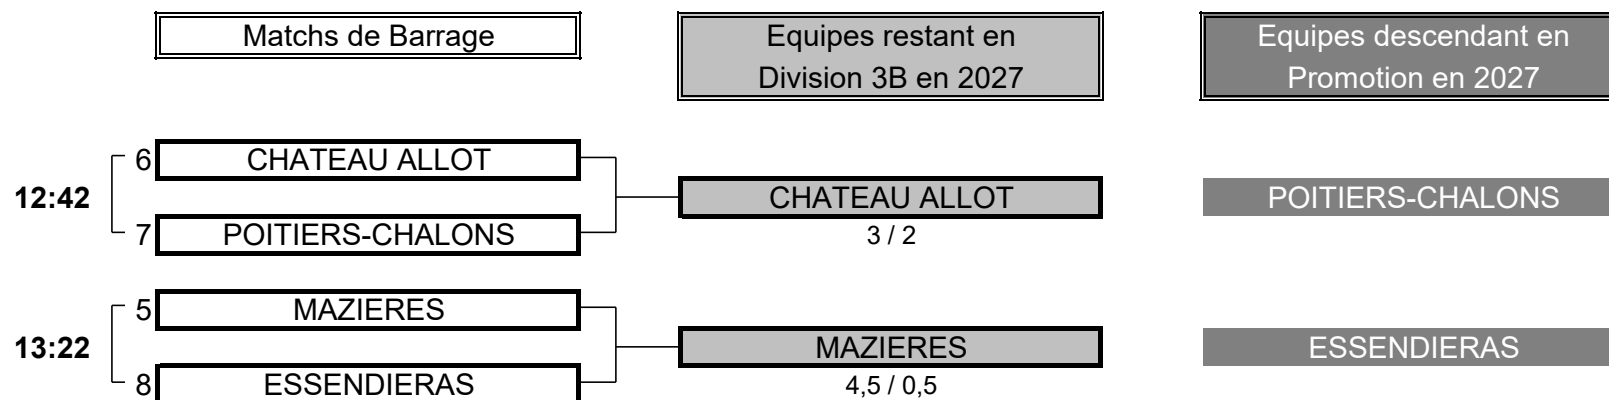 Matchs de Barrage
Equipes restant en
Division 3B en 2027
Equipes descendant en
Promotion en 2027
6 CHATEAU ALLOT
12:42 CHATEAU ALLOT POITIERS-CHALONS
7 POITIERS-CHALONS 3 / 2
5 MAZIERES
13:22 MAZIERES ESSENDIERAS
8 ESSENDIERAS 4,5 / 0,5